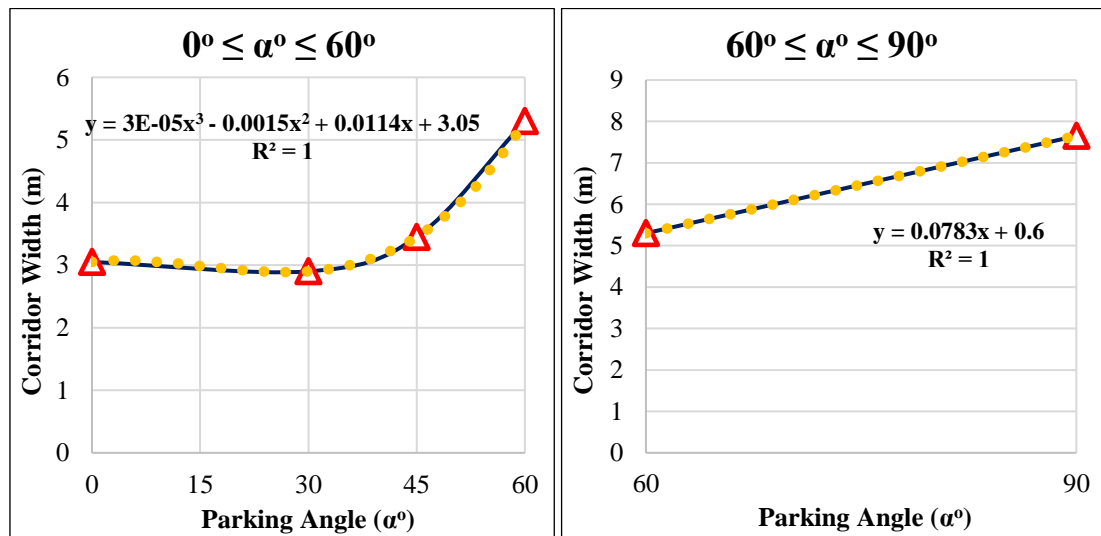 0º ≤ αº ≤ 60º
6
5
4
3
2
1
0
y = 3E-05x³ - 0.0015x² + 0.0114x + 3.05
R² = 1
0
15
30
45
60
Corridor Width (m)
Parking Angle (αº)
60º ≤ αº ≤ 90º
9
8
7
6
5
4
3
2
1
0
y = 0.0783x + 0.6
R² = 1
60
90
Corridor Width (m)
Parking Angle (αº)